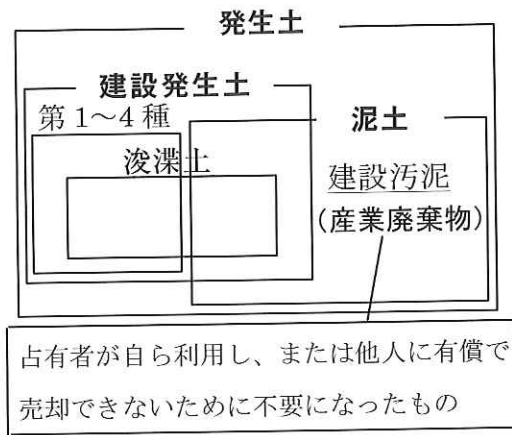 発生土
建設発生土
第1～4種
泥土
浚渫土
建設汚泥
(産業廃棄物)
占有者が自ら利用し、または他人に有償で
売却できないために不要になったもの